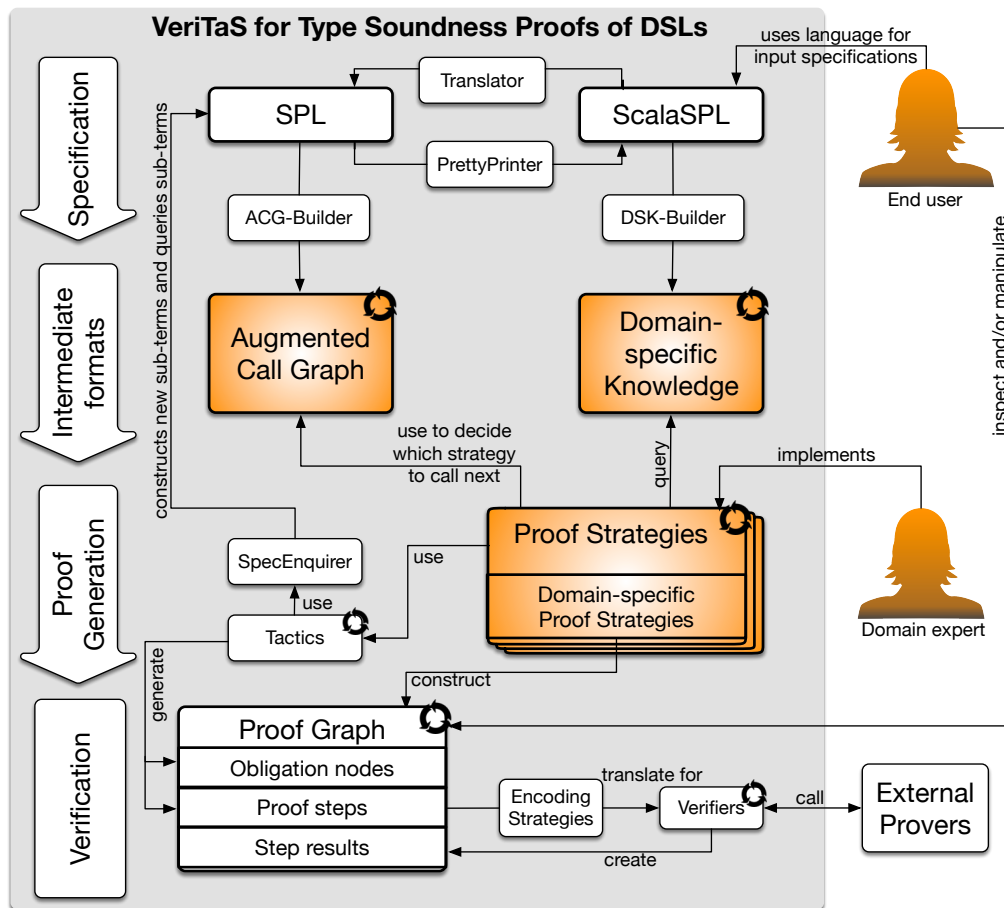 VeriTaS for Type Soundness Proofs of DSLs
uses language for
input specifications
Translator
SPL
ScalaSPL
PrettyPrinter
End user
Specification
ACG-Builder
DSK-Builder
constructs new sub-terms and queries sub-terms
inspect and/or manipulate
Intermediate
formats
Augmented
Call Graph
Domain-
specific
Knowledge
use to decide
which strategy
to call next
query
implements
Proof
Generation
Proof Strategies
SpecEnquirer
use
use
Domain-specific
Proof Strategies
Tactics
Domain expert
generate
construct
Verification
Proof Graph
Obligation nodes
Proof steps
Step results
Encoding
Strategies
translate for
Verifiers
call
External
Provers
create